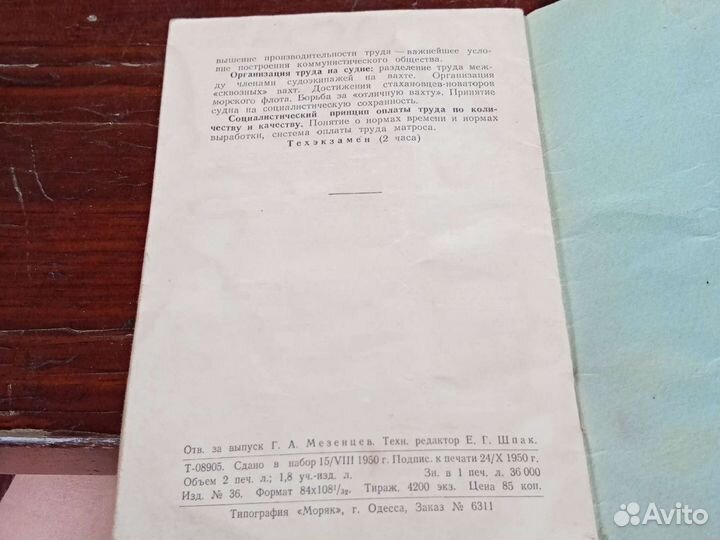 вышение производительности труда — важнейшее усло-
вие построения коммунистического общества.
Организация труда на судне: разделение труда меж-
ду членами судоэкипажей на вахте. Организация
«сквозных» вахт. Достижения стахановцев-новаторов
морского флота. Борьба за «отличную вахту». Принятие
судна на социалистическую сохранность.
Социалистический принцип оплаты труда по коли-
честву и качеству. Понятие о нормах времени и нормах
выработки, система оплаты труда матроса.
Техэкзамен (2 часа)
Отв. за выпуск Г. А. Мезенцев. Техн. редактор Е. Г. Шпак.
Т-08905. Сдано в набор 15/VIII 1950 г. Подпис. к печати 24/X 1950 г.
Объем 2 печ. л.; 1,8 уч.-изд. л. Зн. в 1 печ. л. 36 000
Изд. № 36. Формат 84х108¹/₃₂. Тираж. 4200 экз. Цена 85 коп.
Типография «Моряк», г. Одесса, Заказ № 6311
Avito